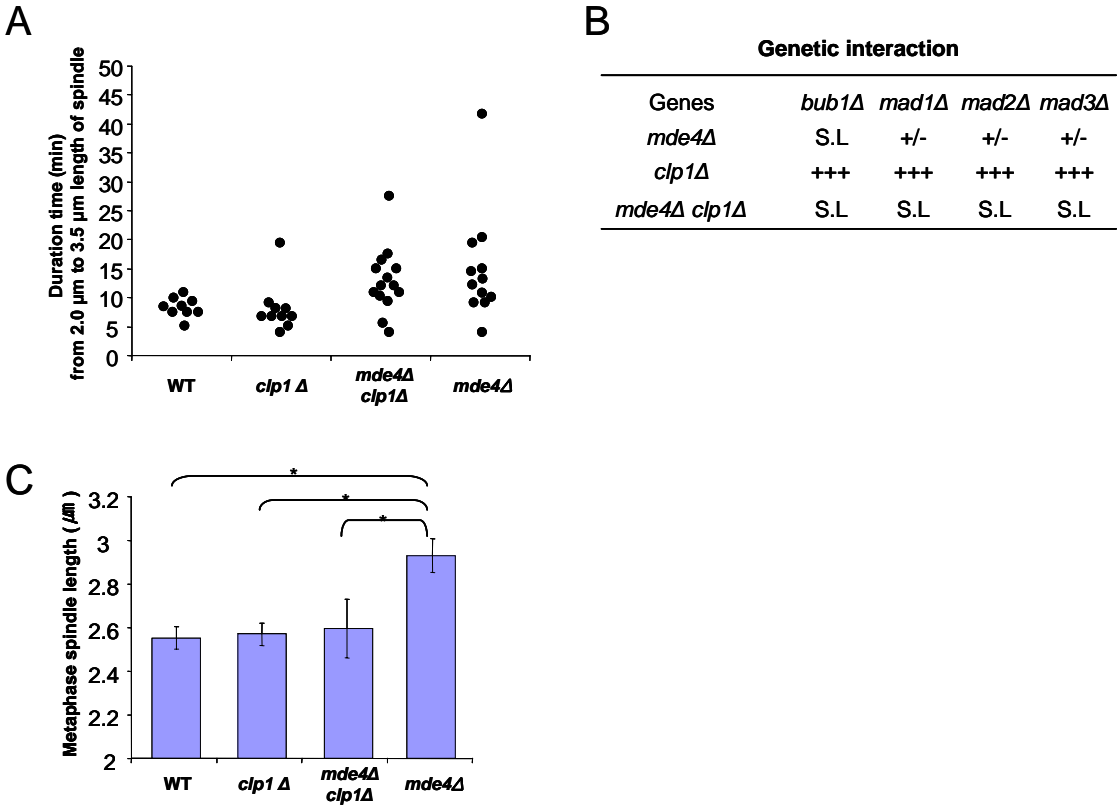 A
Duration time (min)
from 2.0 µm to 3.5 µm length of spindle
50
45
40
35
30
25
20
15
10
5
0
WT
clp1 Δ
mde4Δ
clp1Δ
mde4Δ
B
Genetic interaction
Genes bub1Δ mad1Δ mad2Δ mad3Δ
mde4Δ S.L +/- +/- +/-
clp1Δ +++ +++ +++ +++
mde4Δ clp1Δ S.L S.L S.L S.L
C
Metaphase spindle length (㎛)
3.2
3
2.8
2.6
2.4
2.2
2
*
*
*
WT
clp1 Δ
mde4Δ
clp1Δ
mde4Δ